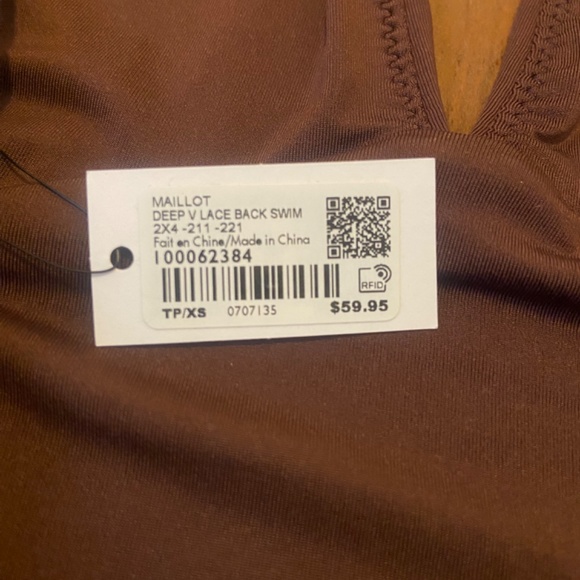 MAILLOT
DEEP V LACE BACK SWIM
2X4 -211 -221
Fait en Chine/Made in China
100062384
RFID
TP/XS 0707135 $59.95